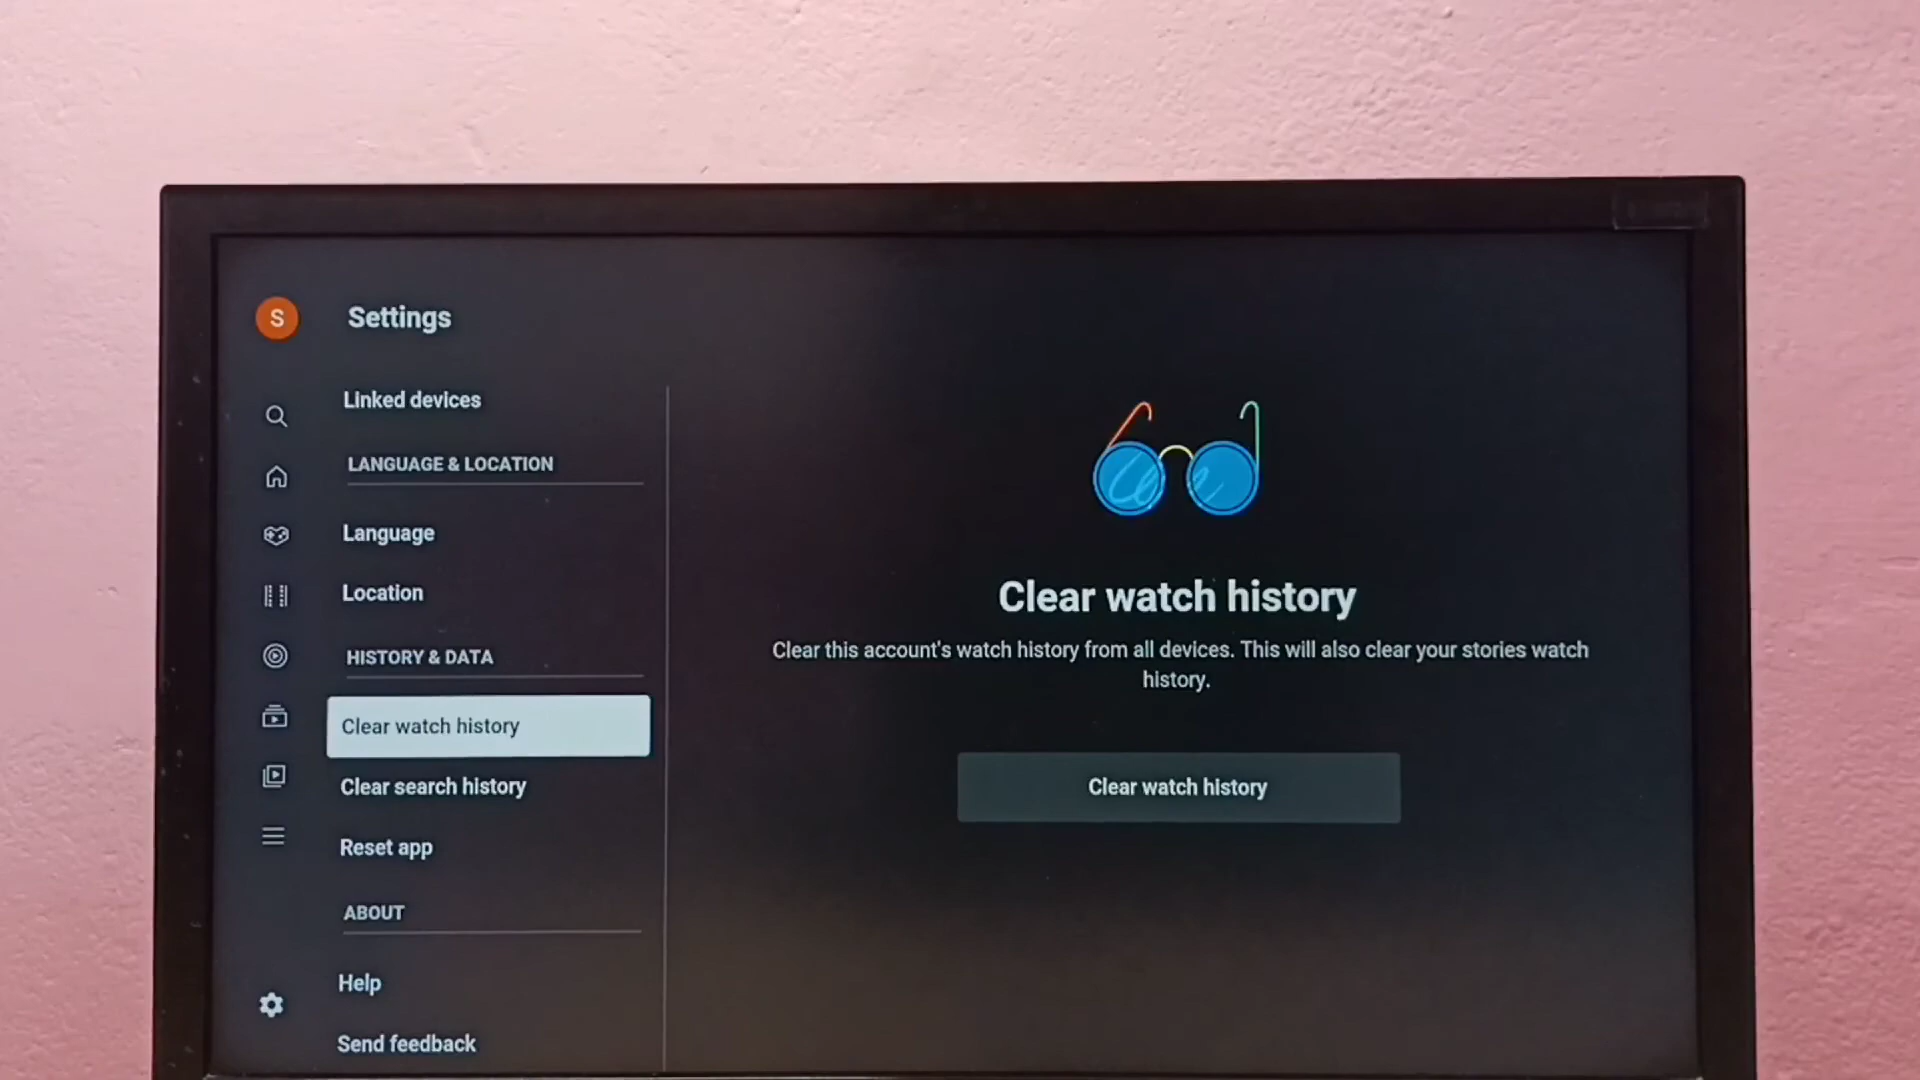 S
Settings
Linked devices
LANGUAGE & LOCATION
Language
Location
HISTORY & DATA
Clear watch history
Clear search history
Reset app
ABOUT
Help
Send feedback
Clear watch history
Clear this account's watch history from all devices. This will also clear your stories watch
history.
Clear watch history